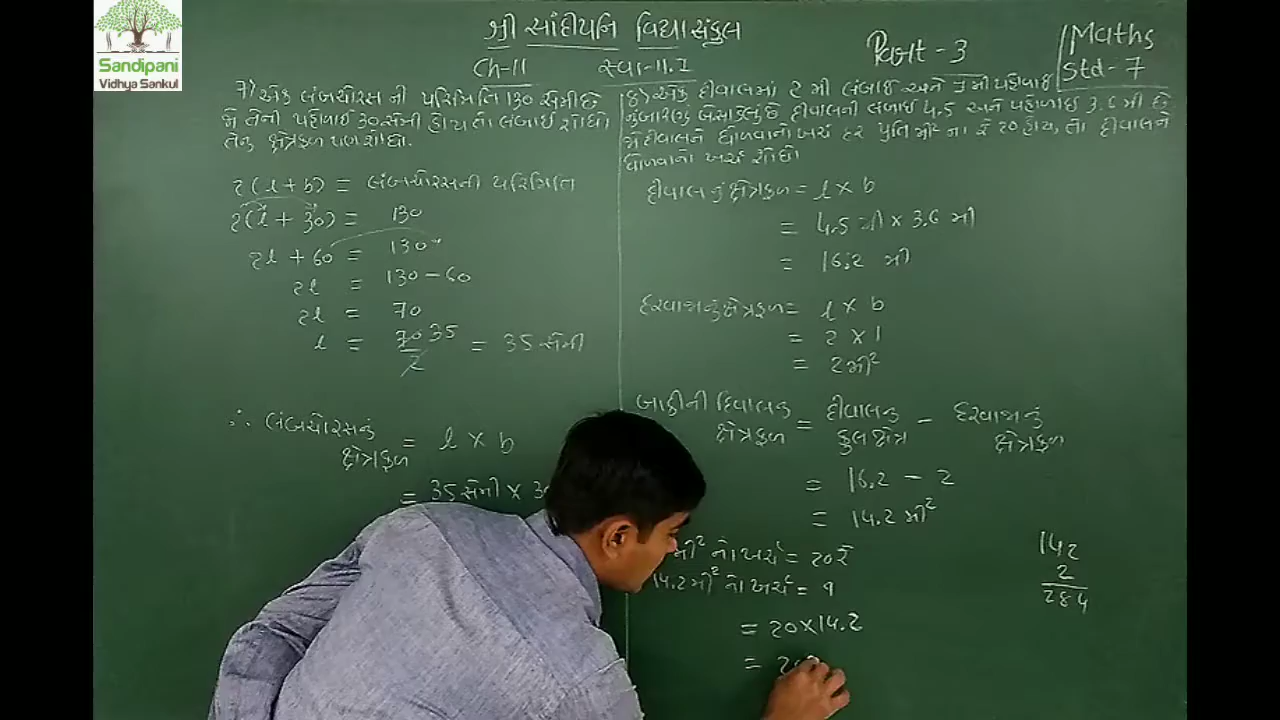 Sandipani
Vidhya Sankul
શ્રી સાંદીપનિ વિદ્યાસંકુલ
Part - 3
Maths
Std - 7
Ch-11 સ્વા-11.1
7) એક લંબચોરસ ની પરિમિતિ 130 સેમી છે
જો તેની પહોળાઈ 30 સેમી હોય તો લંબાઈ શોધો
તેનું ક્ષેત્રફળ પણ શોધો.
2(l + b) = લંબચોરસની પરિમિતિ
2(l + 30) = 130
2l + 60 = 130
2l = 130 - 60
2l = 70
l = 70 35
2
= 35 સેમી
∴ લંબચોરસનું
ક્ષેત્રફળ = l × b
= 35 સેમી × 30
8) એક દીવાલમાં 2 મી લંબાઈ અને 1 મી પહોળાઈ
નું બારણું બેસાડેલું છે. દીવાલની લંબાઈ 4.5 અને પહોળાઈ 3.6 મી છે
જો દીવાલને ધોળવાનો ખર્ચ દર પ્રતિ મી² ના રૂ 20 હોય, તો દીવાલને
ધોળવાનો ખર્ચ શોધો
દીવાલનું ક્ષેત્રફળ = l × b
= 4.5 મી × 3.6 મી
= 16.2 મી
દરવાજાનું ક્ષેત્રફળ = l × b
= 2 × 1
= 2 મી²
બાકીની દિવાલનું
ક્ષેત્રફળ = દીવાલનું કુલ ક્ષેત્ર - દરવાજાનું ક્ષેત્રફળ
= 16.2 - 2
= 14.2 મી²
મી² નો ખર્ચ = 20 રૂ
14.2 મી² નો ખર્ચ = ?
= 20 × 14.2
= 28
142
2
284